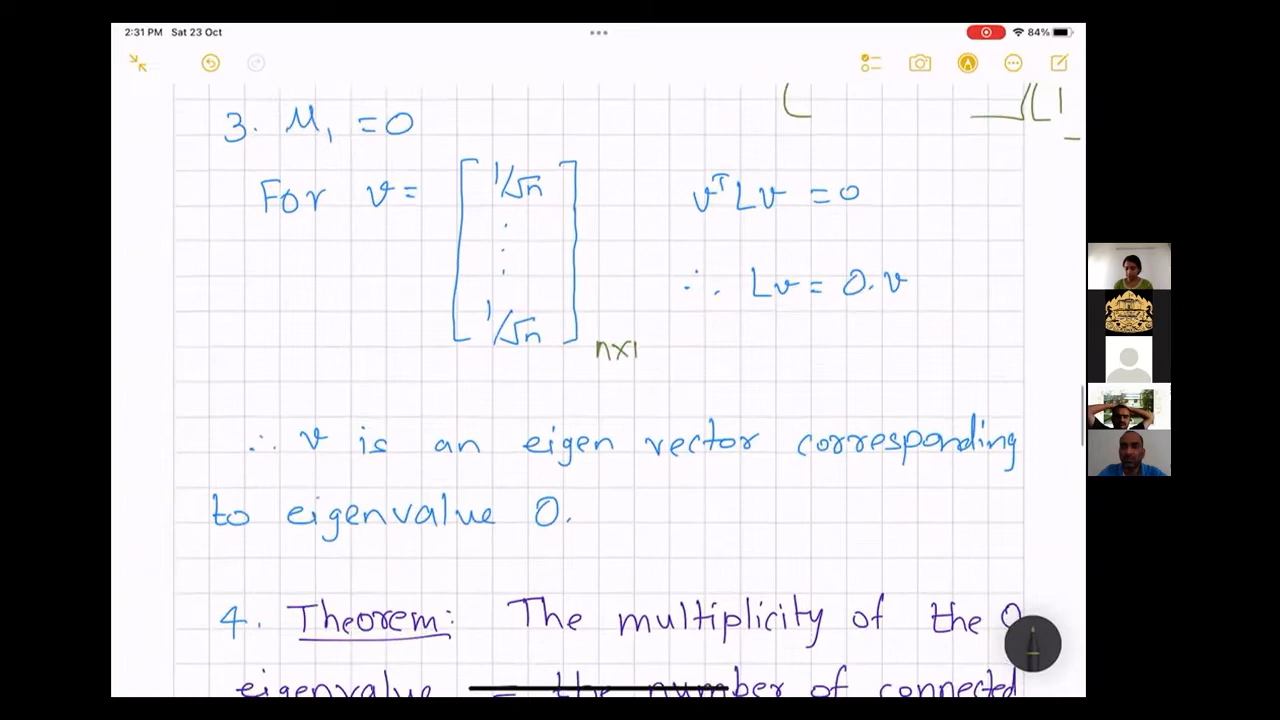 2:31 PM Sat 23 Oct
84%
3. μ₁ = 0
For v = [ 1/√n ⋮ 1/√n ] n×1
vᵀLv = 0
∴ Lv = 0.v
∴ v is an eigen vector corresponding
to eigenvalue 0.
4. Theorem: The multiplicity of the 0
eigenvalue = the number of connected